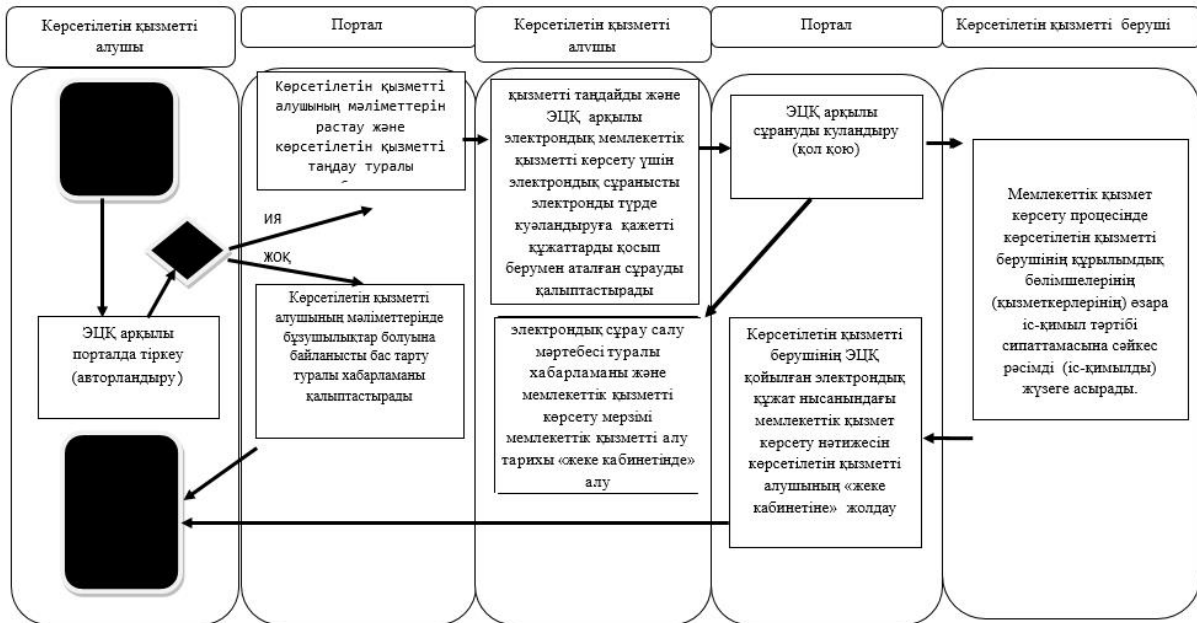 Көрсетілетін қызметті
алушы
Портал
Көрсетілетін қызметті
алушы
Портал
Көрсетілетін қызметті беруші
ЭЦҚ арқылы
порталда тіркеу
(авторландыру)
ИЯ
ЖОҚ
Көрсетілетін қызметті
алушының мәліметтерін
растау және
көрсетілетін қызметті
таңдау туралы
Көрсетілетін қызметті
алушының мәліметтерінде
бұзушылықтар болуына
байланысты бас тарту
туралы хабарламаны
қалыптастырады
қызметті таңдайды және
ЭЦҚ арқылы
электрондық мемлекеттік
қызметті көрсету үшін
электрондық сұранысты
электронды түрде
куәландыруға қажетті
құжаттарды қосып
берумен аталған сұрауды
қалыптастырады
электрондық сұрау салу
мәртебесі туралы
хабарламаны және
мемлекеттік қызметті
көрсету мерзімі
мемлекеттік қызметті алу
тарихы «жеке кабинетінде»
алу
ЭЦҚ арқылы
сұрануды куландыру
(қол қою)
Көрсетілетін қызметті
берушінің ЭЦҚ
қойылған электрондық
құжат нысанындағы
мемлекеттік қызмет
көрсету нәтижесін
көрсетілетін қызметті
алушының «жеке
кабинетіне» жолдау
Мемлекеттік қызмет
көрсету процесінде
көрсетілетін қызметті
берушінің құрылымдық
бөлімшелерінің
(қызметкерлерінің) өзара
іс-қимыл тәртібі
сипаттамасына сәйкес
рәсімді (іс-қимылды)
жүзеге асырады.